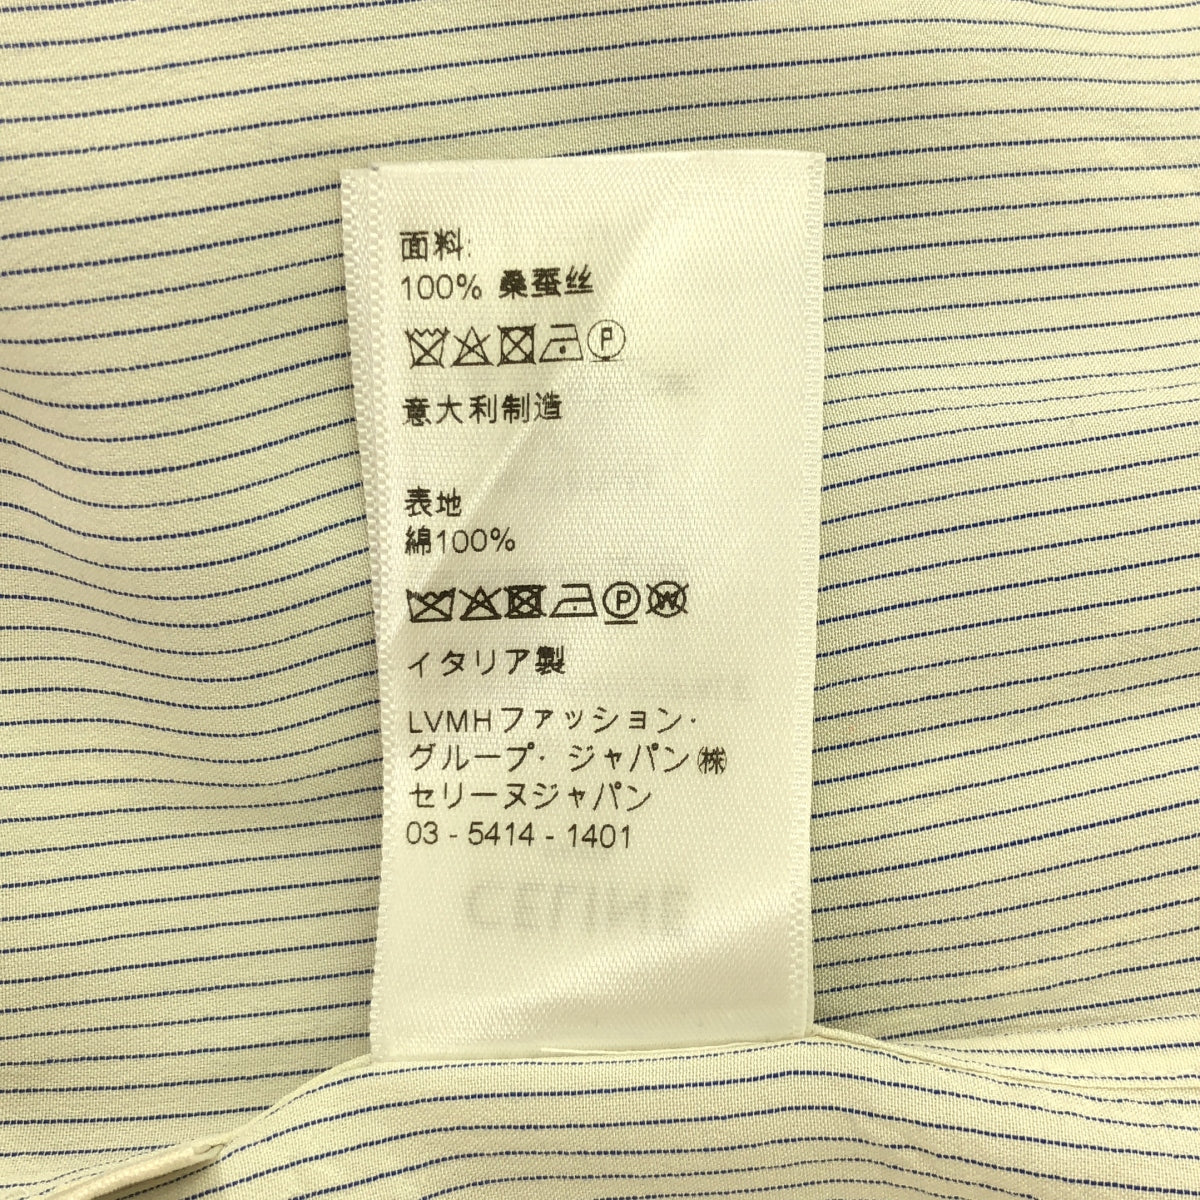 面料:
100% 桑蚕丝
P
意大利制造
表地
綿100%
P W
イタリア製
LVMHファッション・
グループ・ジャパン㈱
セリーヌジャパン
03 - 5414 - 1401
CELINE